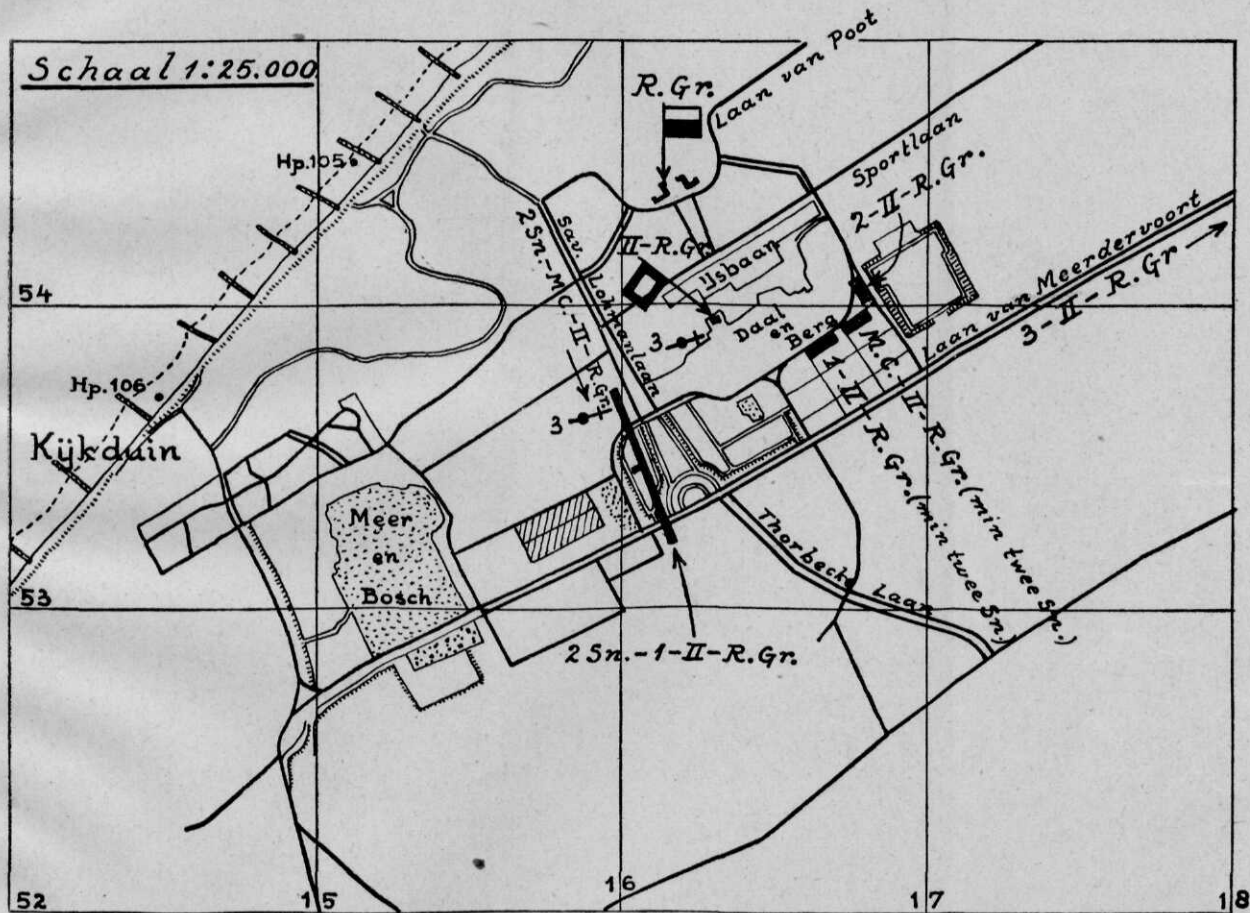 Schaal 1:25.000
Laan van Poot
R.Gr.
Hp.105
Sportlaan
2-II-R.Gr.
Sav. Lohmanlaan
2 Sn.-M.C.-II-R.Gr.
II-R.Gr.
IJsbaan
Laan van Meerdervoort
3-II-R.Gr
54
Daal
en
Berg
3
Hp.106
3
M.C.-II-R.Gr.(min twee Sn.)
1-II-R.Gr.(min twee Sn.)
Kijkduin
Meer
en
Bosch
Thorbecke Laan
53
2 Sn.-1-II-R.Gr.
52
15
16
17
18